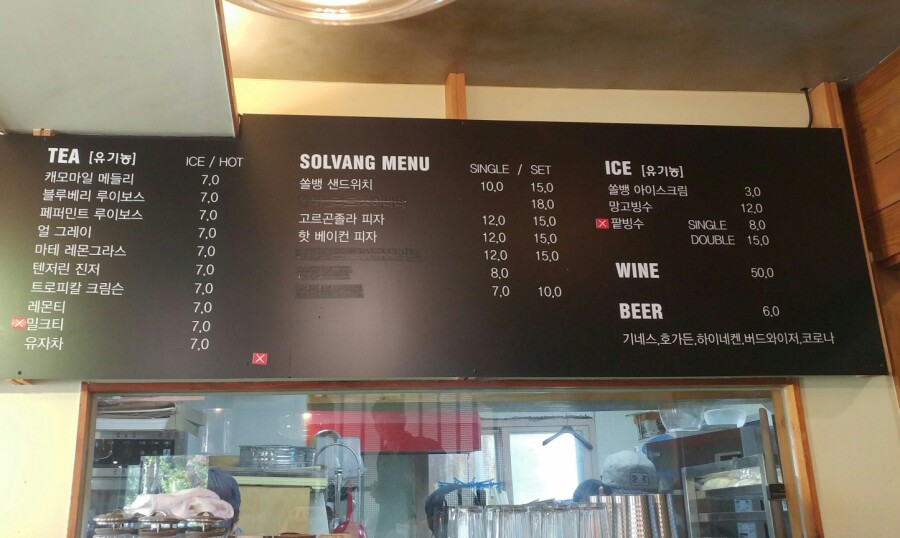 TEA [유기농] ICE / HOT
캐모마일 메들리 7,0
블루베리 루이보스 7,0
페퍼민트 루이보스 7,0
얼 그레이 7,0
마테 레몬그라스 7,0
텐저린 진저 7,0
트로피칼 크림슨 7,0
레몬티 7,0
밀크티 7,0
유자차 7,0
SOLVANG MENU SINGLE / SET
쏠뱅 샌드위치 10,0 15,0
18,0
고르곤졸라 피자 12,0 15,0
핫 베이컨 피자 12,0 15,0
12,0 15,0
8,0
7,0 10,0
ICE [유기농]
쏠뱅 아이스크림 3,0
망고빙수 12,0
팥빙수 SINGLE 8,0
DOUBLE 15,0
WINE 50,0
BEER 6,0
기네스,호가든,하이네켄,버드와이저,코로나